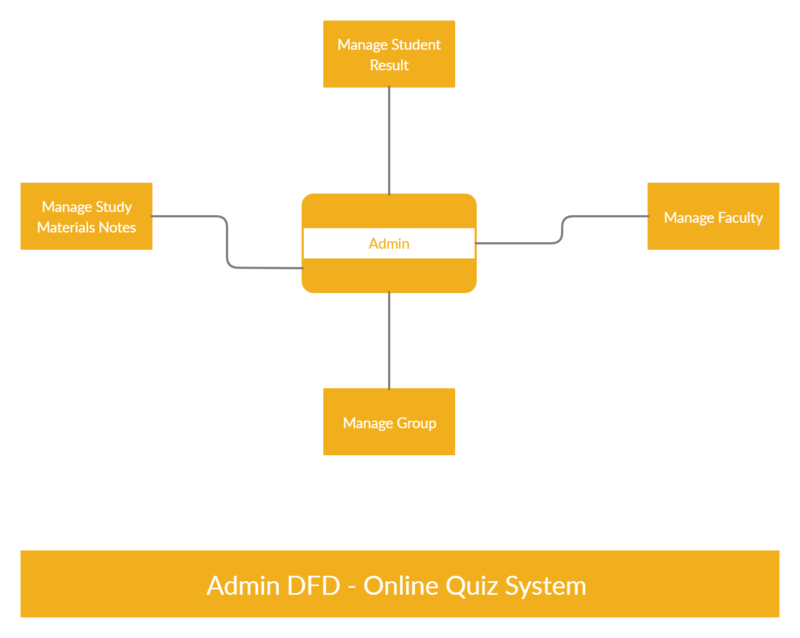 Manage Student
Result
Manage Study
Materials Notes
Manage Faculty
Admin
Manage Group
Admin DFD - Online Quiz System